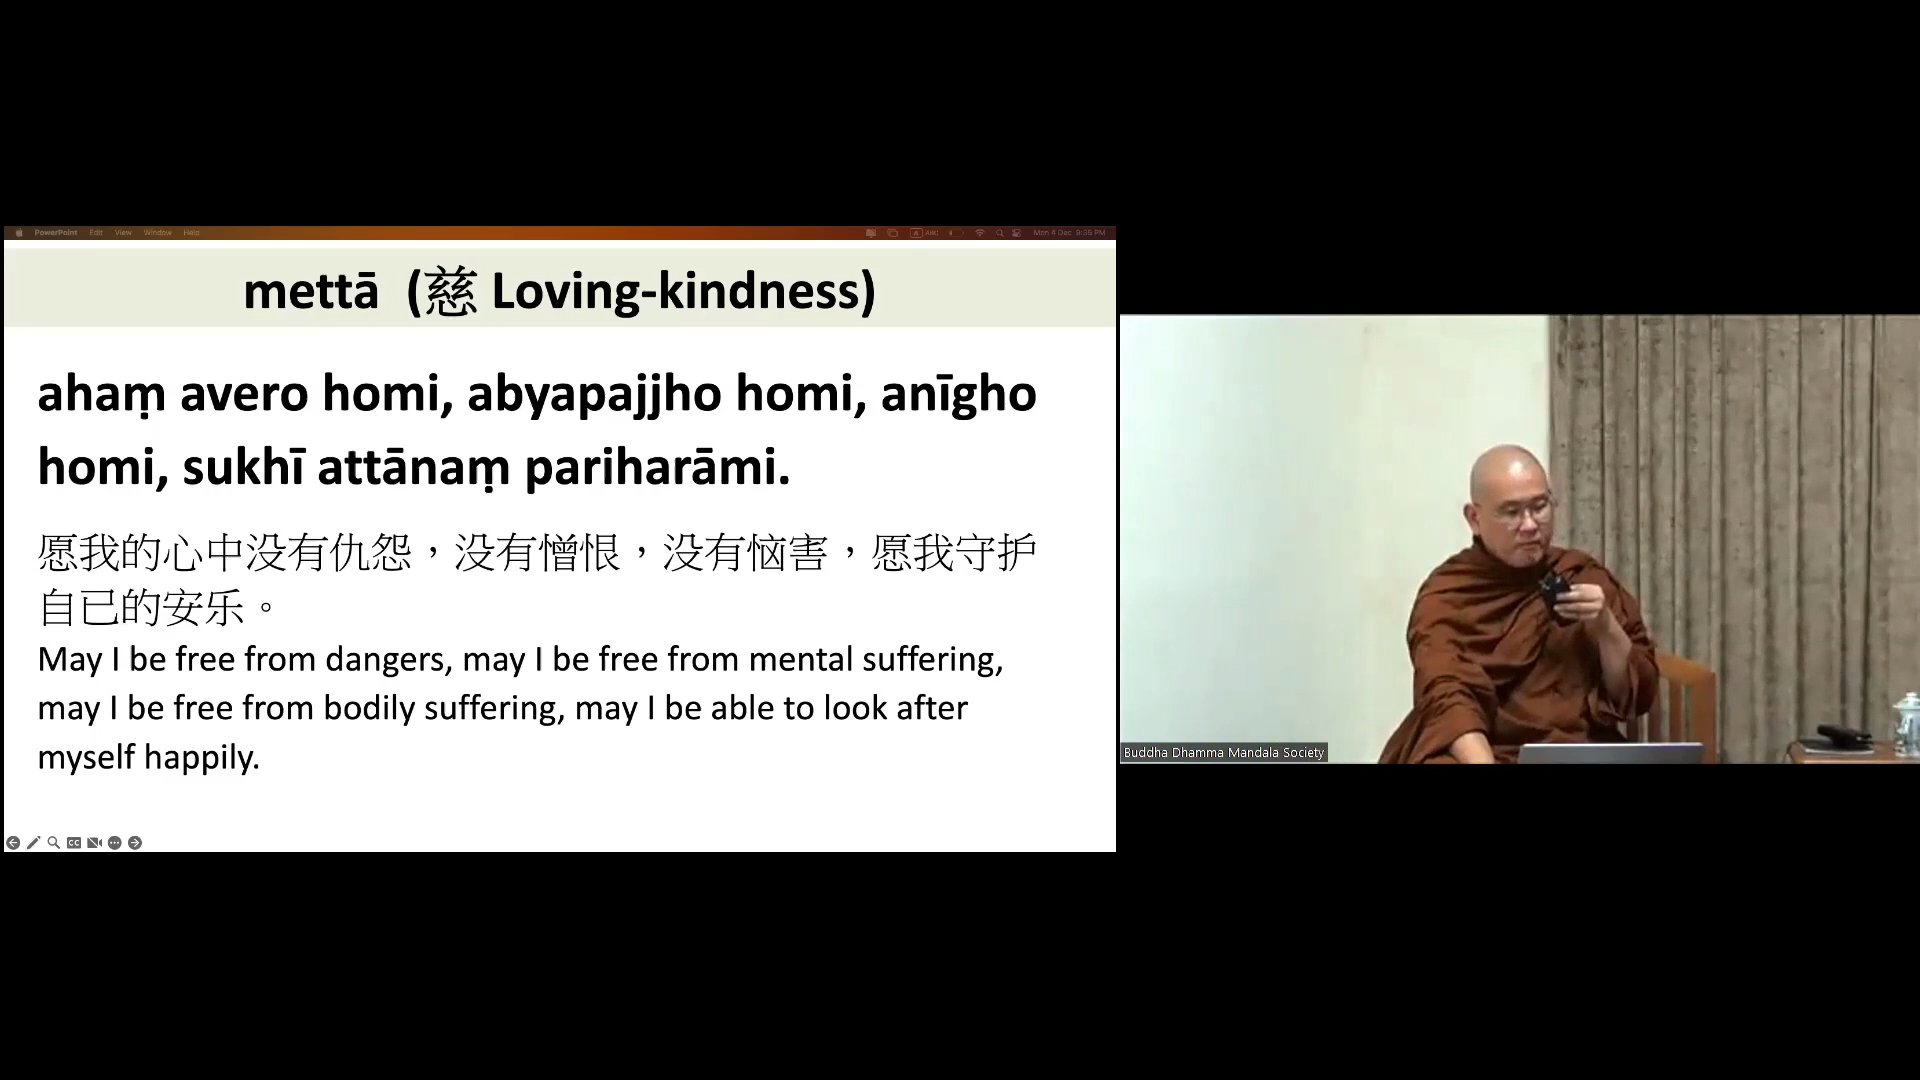 PowerPoint Edit View Window Help
A ABC Mon 4 Dec 9:35 PM
mettā (慈 Loving-kindness)
ahaṃ avero homi, abyapajjho homi, anīgho
homi, sukhī attānaṃ pariharāmi.
愿我的心中没有仇怨，没有憎恨，没有恼害，愿我守护
自己的安乐。
May I be free from dangers, may I be free from mental suffering,
may I be free from bodily suffering, may I be able to look after
myself happily.
CC
Buddha Dhamma Mandala Society